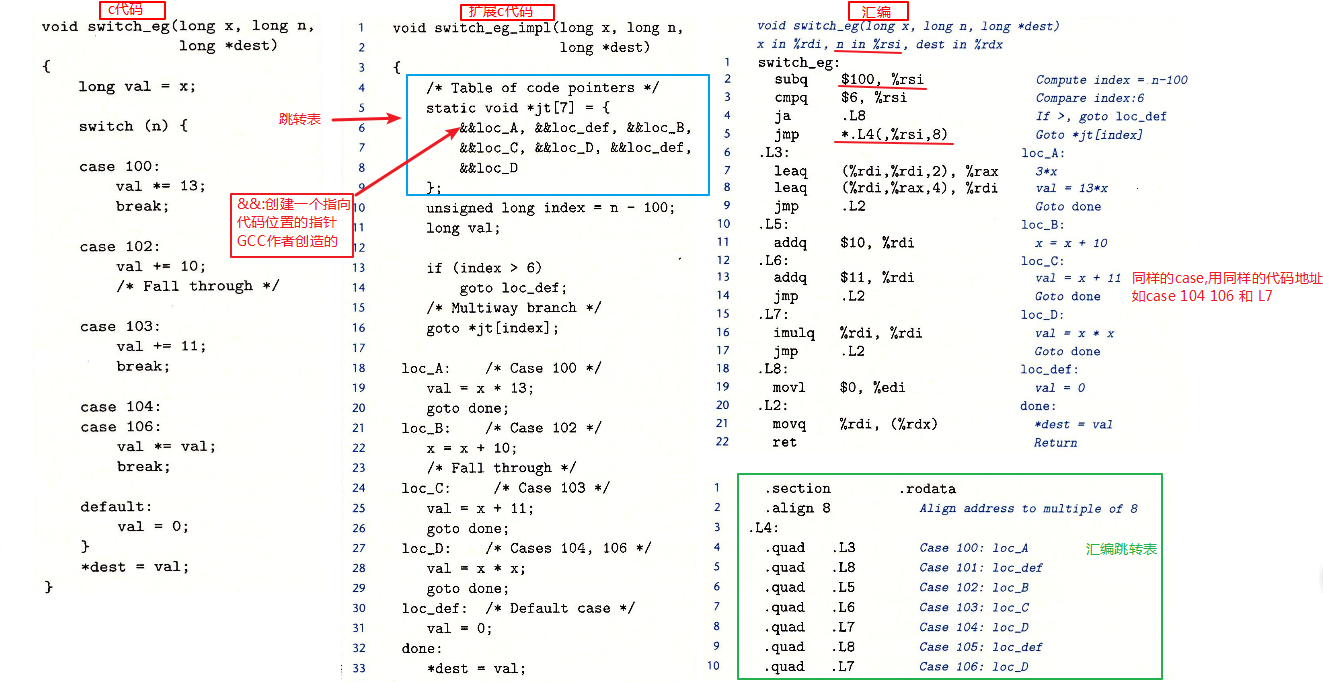 c代码
void switch_eg(long x, long n,
long *dest)
{
long val = x;
switch (n) {
case 100:
val *= 13;
break;
case 102:
val += 10;
/* Fall through */
case 103:
val += 11;
break;
case 104:
case 106:
val *= val;
break;
default:
val = 0;
}
*dest = val;
}
跳转表
&&:创建一个指向
代码位置的指针
GCC作者创造的
扩展c代码
1 void switch_eg_impl(long x, long n,
2 long *dest)
3 {
4 /* Table of code pointers */
5 static void *jt[7] = {
6 &&loc_A, &&loc_def, &&loc_B,
7 &&loc_C, &&loc_D, &&loc_def,
8 &&loc_D
9 };
10 unsigned long index = n - 100;
11 long val;
12
13 if (index > 6)
14 goto loc_def;
15 /* Multiway branch */
16 goto *jt[index];
17
18 loc_A: /* Case 100 */
19 val = x * 13;
20 goto done;
21 loc_B: /* Case 102 */
22 x = x + 10;
23 /* Fall through */
24 loc_C: /* Case 103 */
25 val = x + 11;
26 goto done;
27 loc_D: /* Cases 104, 106 */
28 val = x * x;
29 goto done;
30 loc_def: /* Default case */
31 val = 0;
32 done:
33 *dest = val;
汇编
void switch_eg(long x, long n, long *dest)
x in %rdi, n in %rsi, dest in %rdx
1 switch_eg:
2 subq $100, %rsi Compute index = n-100
3 cmpq $6, %rsi Compare index:6
4 ja .L8 If >, goto loc_def
5 jmp *.L4(,%rsi,8) Goto *jt[index]
6 .L3: loc_A:
7 leaq (%rdi,%rdi,2), %rax 3*x
8 leaq (%rdi,%rax,4), %rdi val = 13*x
9 jmp .L2 Goto done
10 .L5: loc_B:
11 addq $10, %rdi x = x + 10
12 .L6: loc_C:
13 addq $11, %rdi val = x + 11
14 jmp .L2 Goto done
15 .L7: loc_D:
16 imulq %rdi, %rdi val = x * x
17 jmp .L2 Goto done
18 .L8: loc_def:
19 movl $0, %edi val = 0
20 .L2: done:
21 movq %rdi, (%rdx) *dest = val
22 ret Return
同样的case,用同样的代码地址
如case 104 106 和 L7
1 .section .rodata
2 .align 8 Align address to multiple of 8
3 .L4:
4 .quad .L3 Case 100: loc_A
5 .quad .L8 Case 101: loc_def
6 .quad .L5 Case 102: loc_B
7 .quad .L6 Case 103: loc_C
8 .quad .L7 Case 104: loc_D
9 .quad .L8 Case 105: loc_def
10 .quad .L7 Case 106: loc_D
汇编跳转表